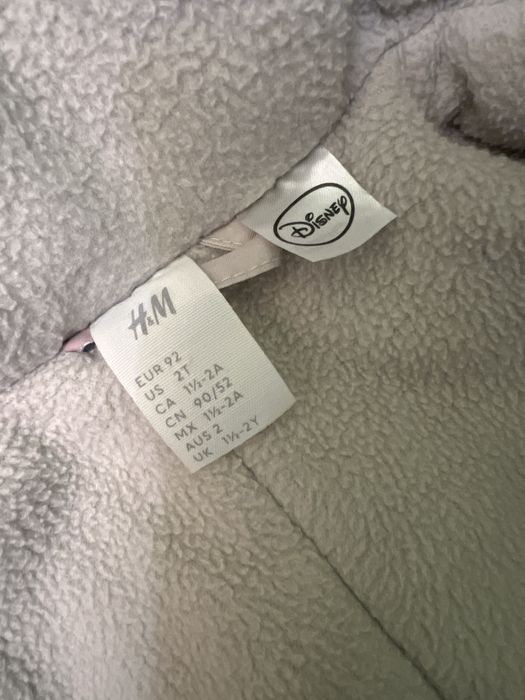 Disney
H&M
EUR 92
US 2T
CA 1½-2A
CN 90/52
MX 1½-2A
AUS 2
UK 1½-2Y